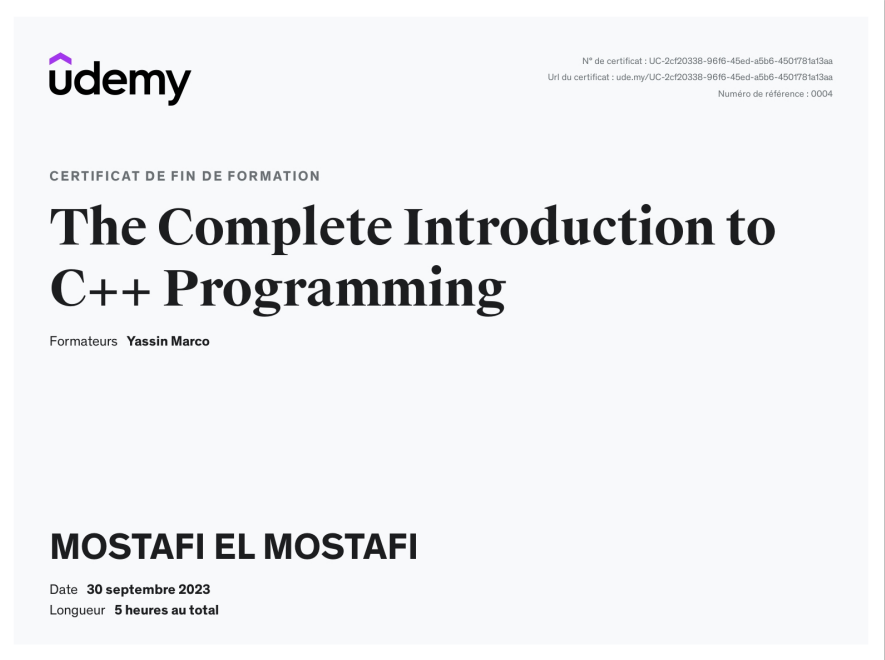 udemy
N° de certificat : UC-2cf20338-96f6-45ed-a5b6-4501f781a13aa
Url du certificat : ude.my/UC-2cf20338-96f6-45ed-a5b6-4501f781a13aa
Numéro de référence : 0004
CERTIFICAT DE FIN DE FORMATION
The Complete Introduction to
C++ Programming
Formateurs Yassin Marco
MOSTAFI EL MOSTAFI
Date 30 septembre 2023
Longueur 5 heures au total